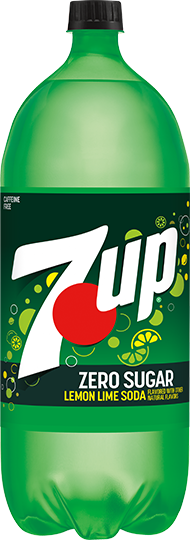 CAFFEINE
FREE
7up
ZERO SUGAR
LEMON LIME SODA
FLAVORED WITH OTHER
NATURAL FLAVORS